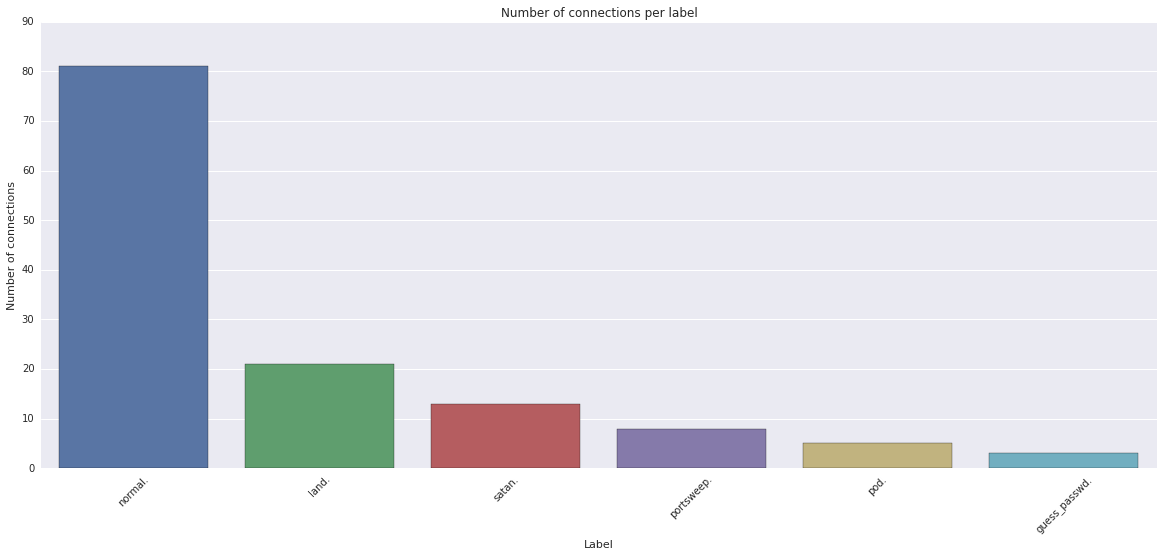 Number of connections per label
90
80
70
60
50
40
30
20
10
0
Number of connections
normal.
land.
satan.
portsweep.
pod.
guess_passwd.
Label